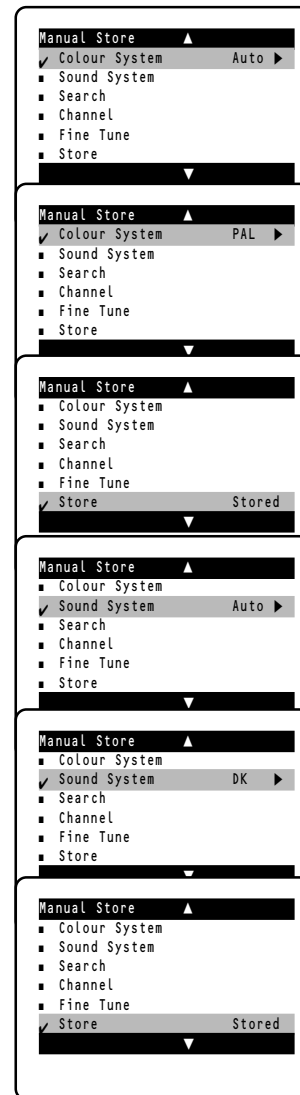 Manual Store ▲
✔ Colour System Auto ▶
▪ Sound System
▪ Search
▪ Channel
▪ Fine Tune
▪ Store
▼
Manual Store ▲
✔ Colour System PAL ▶
▪ Sound System
▪ Search
▪ Channel
▪ Fine Tune
▪ Store
▼
Manual Store ▲
▪ Colour System
▪ Sound System
▪ Search
▪ Channel
▪ Fine Tune
✔ Store Stored
▼
Manual Store ▲
▪ Colour System
✔ Sound System Auto ▶
▪ Search
▪ Channel
▪ Fine Tune
▪ Store
▼
Manual Store ▲
▪ Colour System
✔ Sound System DK ▶
▪ Search
▪ Channel
▪ Fine Tune
▪ Store
▼
Manual Store ▲
▪ Colour System
▪ Sound System
▪ Search
▪ Channel
▪ Fine Tune
✔ Store Stored
▼